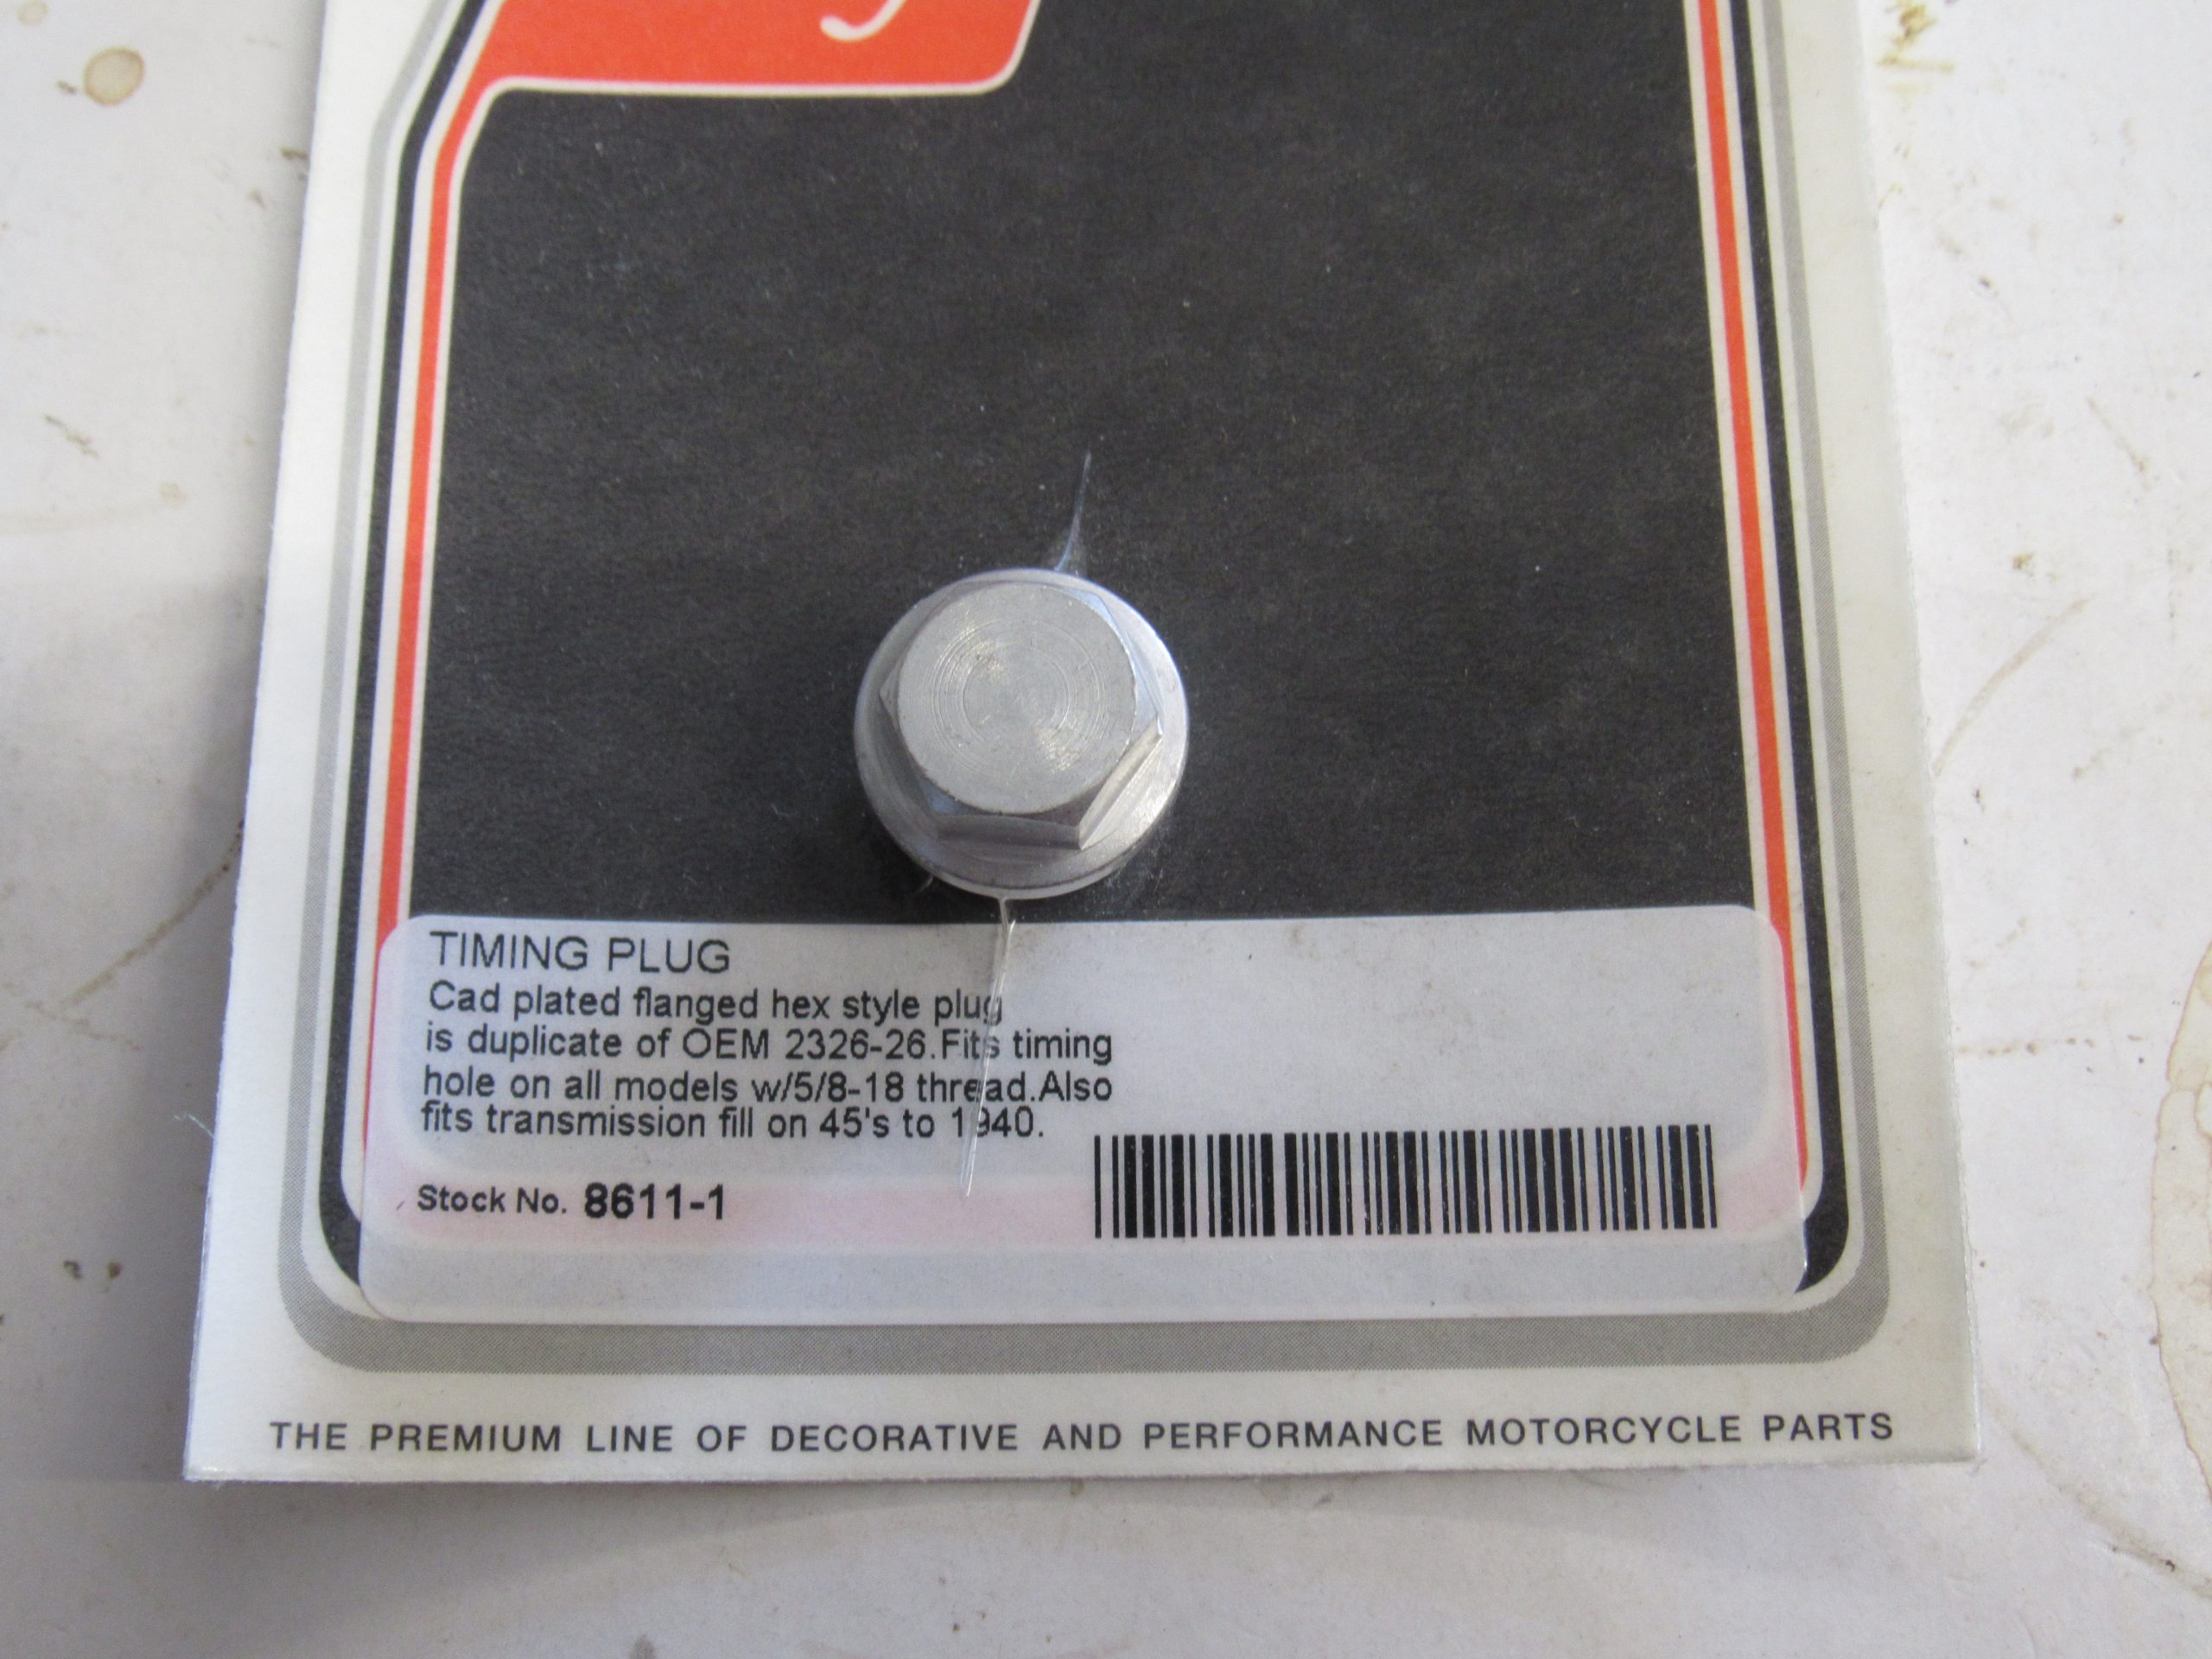 TIMING PLUG
Cad plated flanged hex style plug
is duplicate of OEM 2326-26.Fits timing
hole on all models w/5/8-18 thread.Also
fits transmission fill on 45's to 1940.
Stock No. 8611-1
THE PREMIUM LINE OF DECORATIVE AND PERFORMANCE MOTORCYCLE PARTS